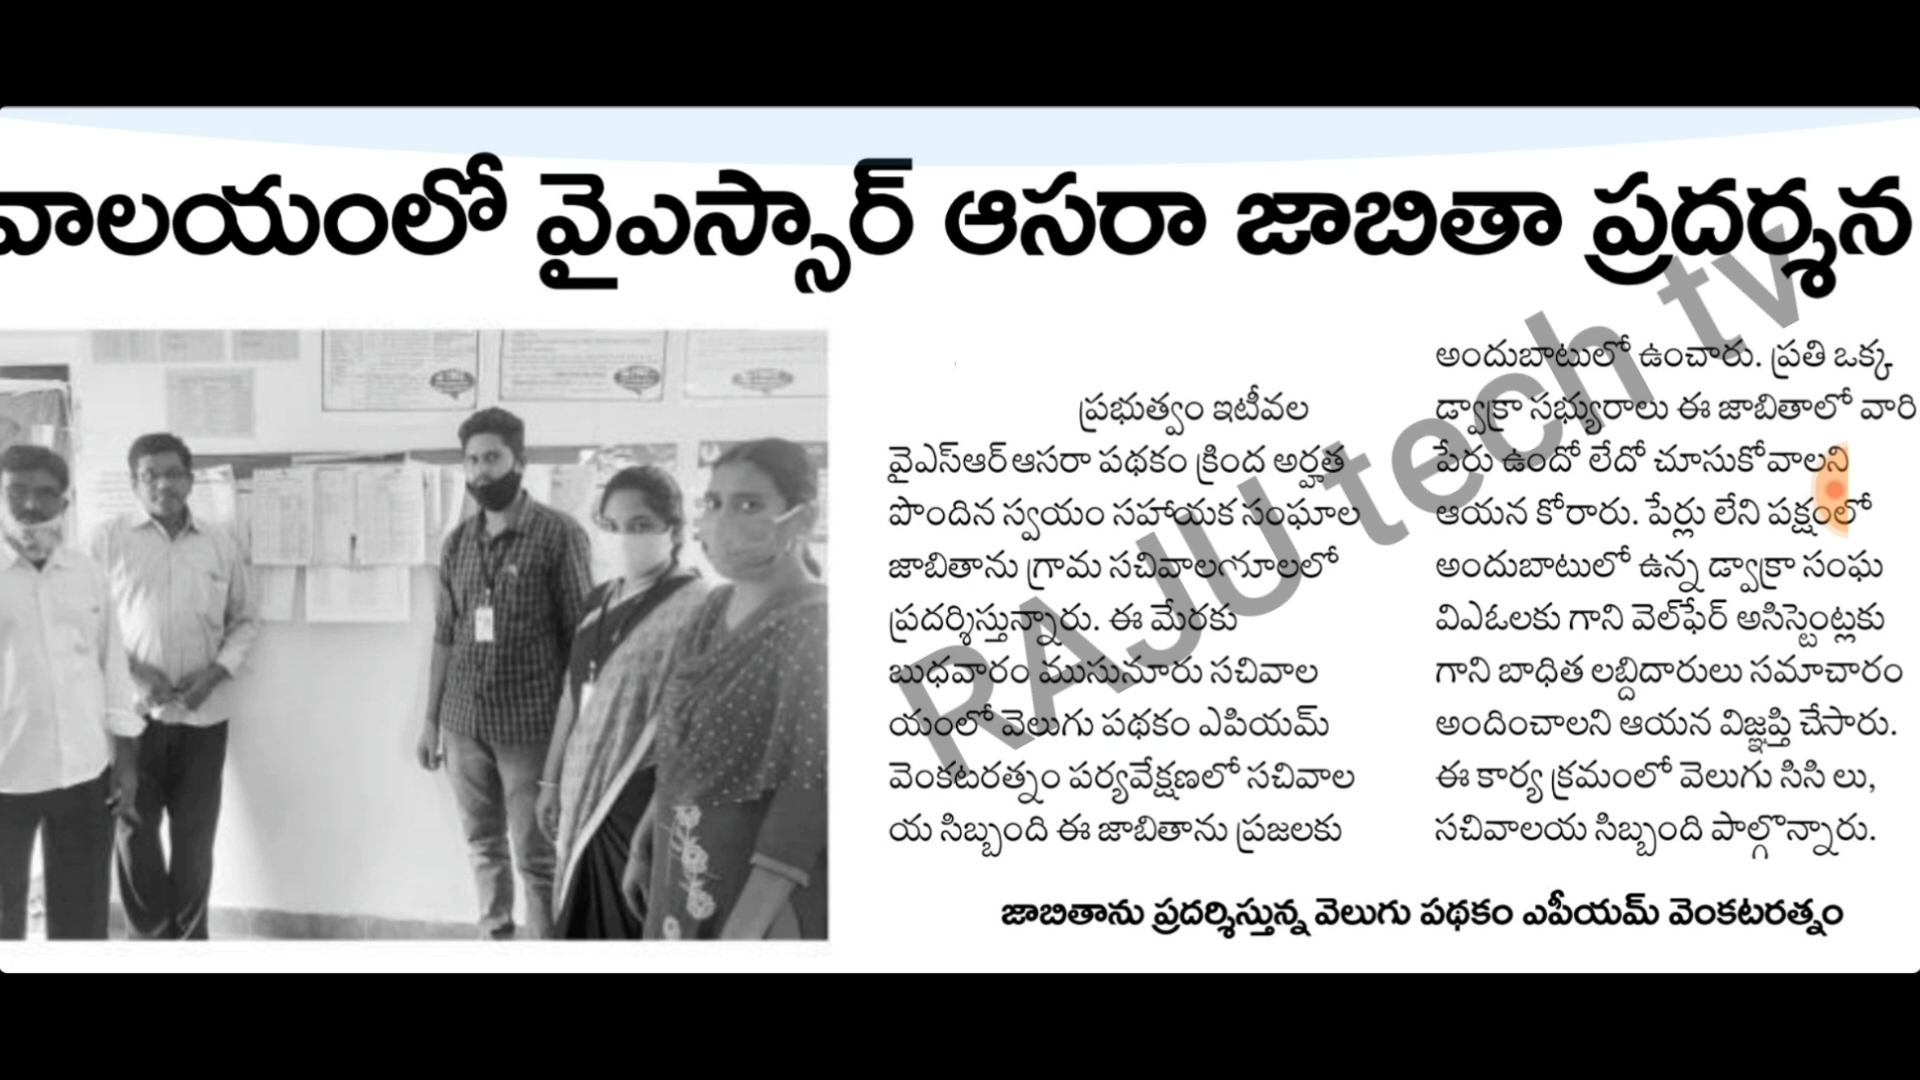 వాలయంలో వైఎస్సార్ ఆసరా జాబితా ప్రదర్శన
ప్రభుత్వం ఇటీవల
వైఎస్ఆర్ ఆసరా పథకం క్రింద అర్హత
పొందిన స్వయం సహాయక సంఘాల
జాబితాను గ్రామ సచివాలయాలలో
ప్రదర్శిస్తున్నారు. ఈ మేరకు
బుధవారం ముసునూరు సచివాల
యంలో వెలుగు పథకం ఎపియమ్
వెంకటరత్నం పర్యవేక్షణలో సచివాల
య సిబ్బంది ఈ జాబితాను ప్రజలకు
అందుబాటులో ఉంచారు. ప్రతి ఒక్క
డ్వాక్రా సభ్యురాలు ఈ జాబితాలో వారి
పేరు ఉందో లేదో చూసుకోవాలని
ఆయన కోరారు. పేర్లు లేని పక్షంలో
అందుబాటులో ఉన్న డ్వాక్రా సంఘ
విఎఓలకు గాని వెల్‌ఫేర్ అసిస్టెంట్లకు
గాని బాధిత లబ్దిదారులు సమాచారం
అందించాలని ఆయన విజ్ఞప్తి చేసారు.
ఈ కార్య క్రమంలో వెలుగు సిసి లు,
సచివాలయ సిబ్బంది పాల్గొన్నారు.
జాబితాను ప్రదర్శిస్తున్న వెలుగు పథకం ఎపీయమ్ వెంకటరత్నం
RAJU tech tv